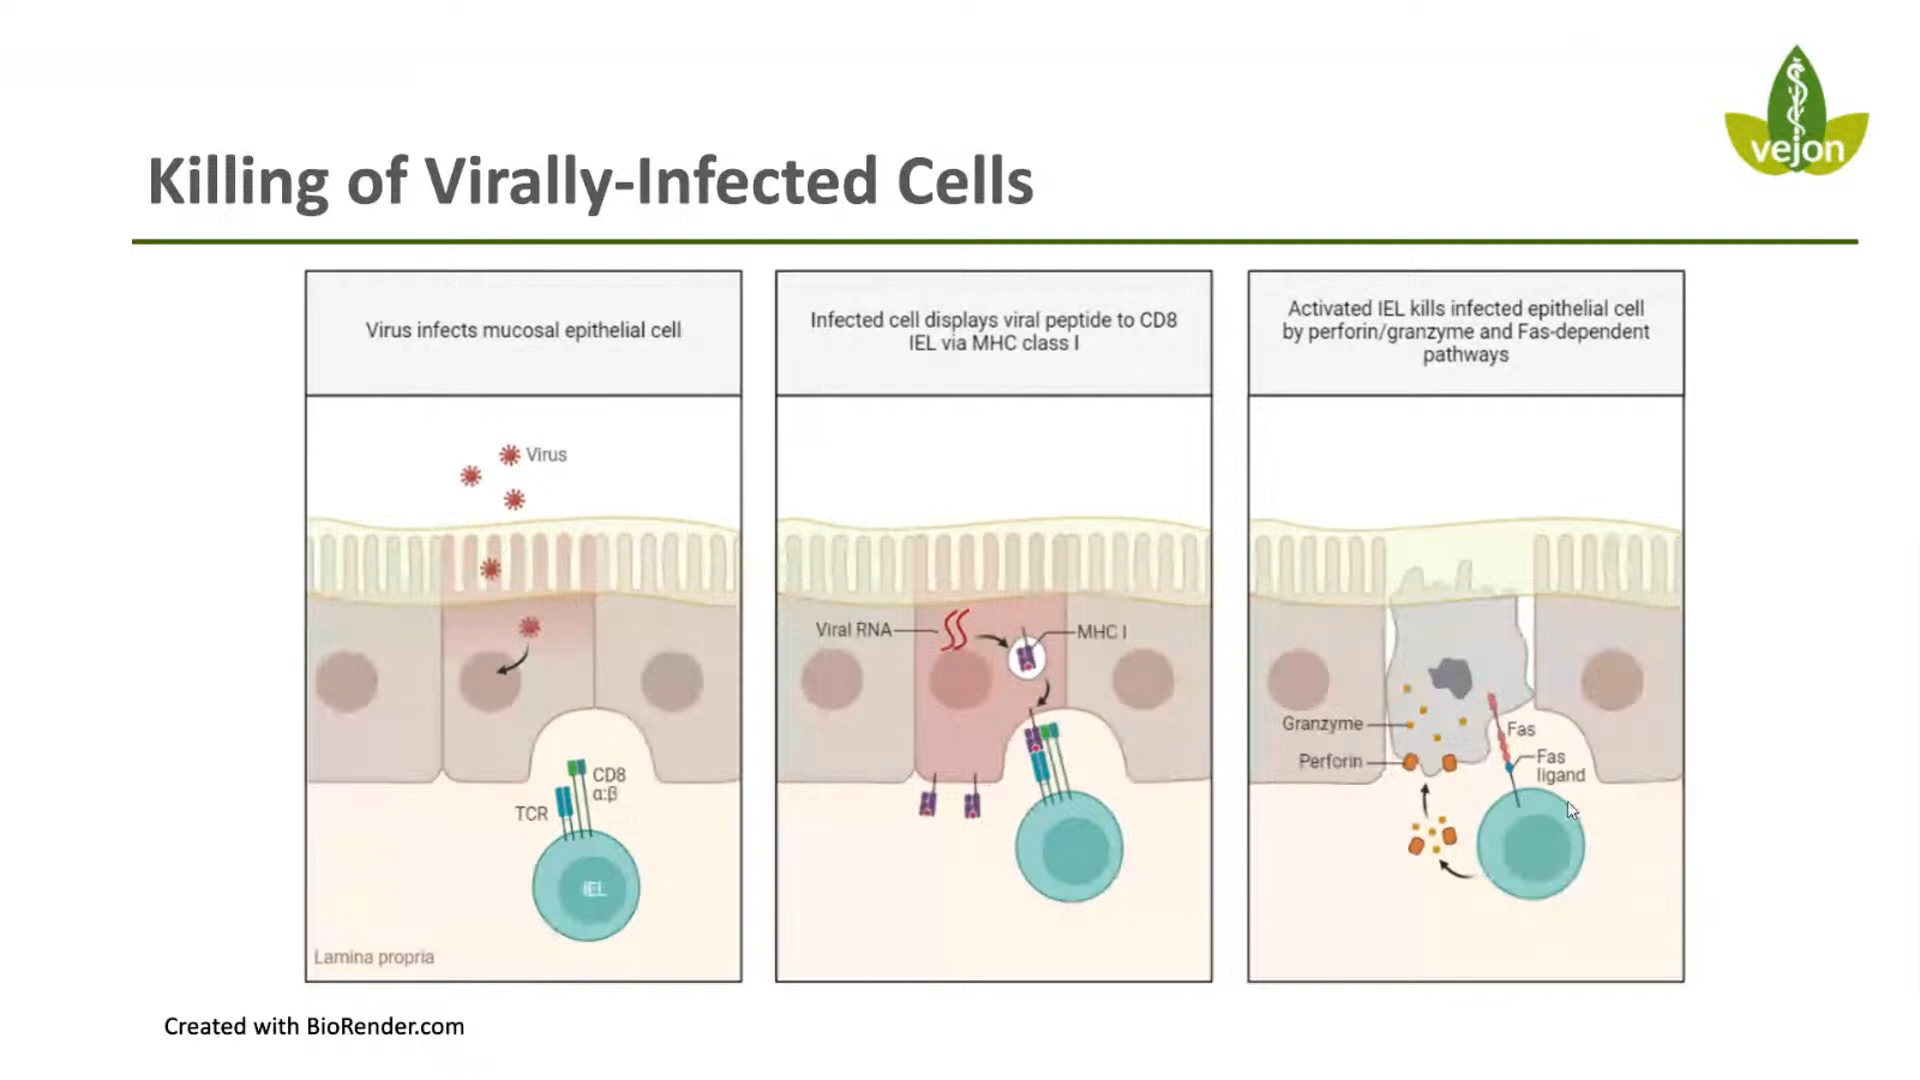 vejon
Killing of Virally-Infected Cells
Virus infects mucosal epithelial cell
Virus
CD8
α:β
TCR
IEL
Lamina propria
Infected cell displays viral peptide to CD8
IEL via MHC class I
Viral RNA
MHC I
Activated IEL kills infected epithelial cell
by perforin/granzyme and Fas-dependent
pathways
Granzyme
Perforin
Fas
Fas
ligand
Created with BioRender.com